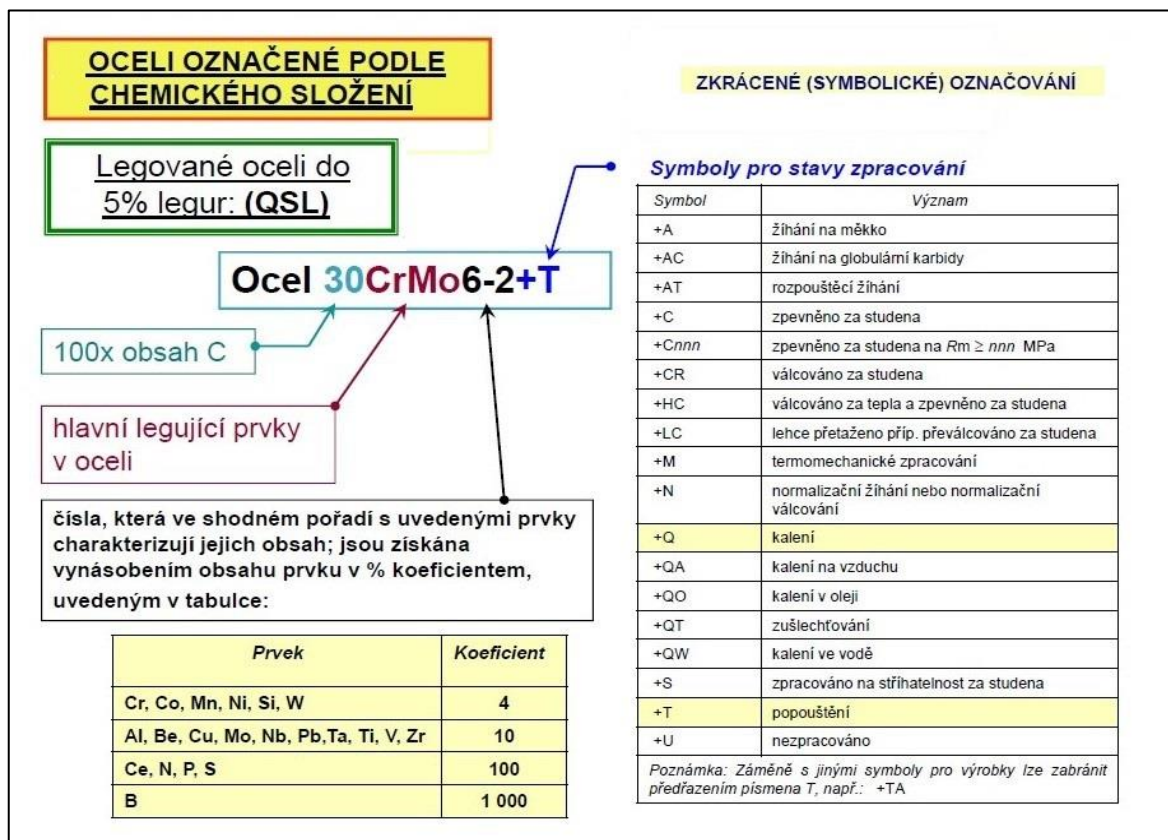 OCELI OZNAČENÉ PODLE
CHEMICKÉHO SLOŽENÍ
Legované oceli do
5% legur: (QSL)
Ocel 30CrMo6-2+T
100x obsah C
hlavní legující prvky
v oceli
čísla, která ve shodném pořadí s uvedenými prvky
charakterizují jejich obsah; jsou získána
vynásobením obsahu prvku v % koeficientem,
uvedeným v tabulce:
Prvek Koeficient
Cr, Co, Mn, Ni, Si, W 4
Al, Be, Cu, Mo, Nb, Pb,Ta, Ti, V, Zr 10
Ce, N, P, S 100
B 1 000
ZKRÁCENÉ (SYMBOLICKÉ) OZNAČOVÁNÍ
Symboly pro stavy zpracování
Symbol Význam
+A žíhání na měkko
+AC žíhání na globulární karbidy
+AT rozpouštěcí žíhání
+C zpevněno za studena
+Cnnn zpevněno za studena na Rm ≥ nnn MPa
+CR válcováno za studena
+HC válcováno za tepla a zpevněno za studena
+LC lehce přetaženo příp. převálcováno za studena
+M termomechanické zpracování
+N normalizační žíhání nebo normalizační
válcování
+Q kalení
+QA kalení na vzduchu
+QO kalení v oleji
+QT zušlechťování
+QW kalení ve vodě
+S zpracováno na stříhatelnost za studena
+T popouštění
+U nezpracováno
Poznámka: Záměně s jinými symboly pro výrobky lze zabránit
předřazením písmena T, např.: +TA